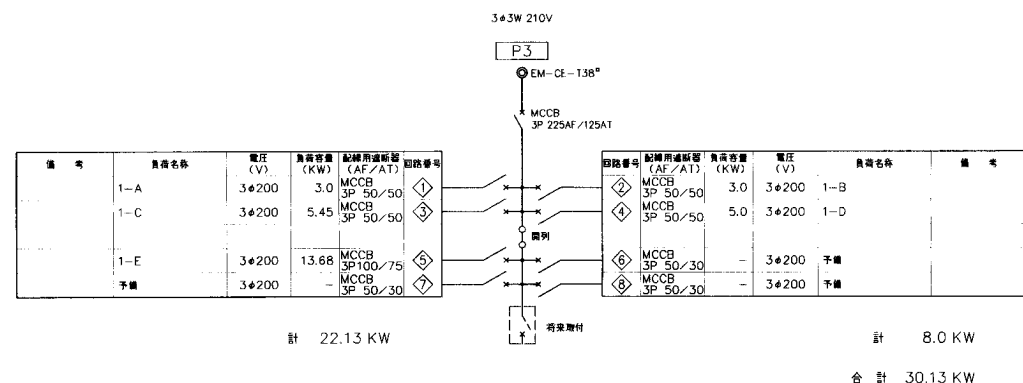 3φ3W 210V
P3
EM-CE-T38□
MCCB
3P 225AF/125AT
備 考 負荷名称 電圧(V) 負荷容量(KW) 配線用遮断器(AF/AT) 回路番号
1-A 3φ200 3.0 MCCB 3P 50/50 1
1-C 3φ200 5.45 MCCB 3P 50/50 3
1-E 3φ200 13.68 MCCB 3P100/75 5
予備 3φ200 - MCCB 3P 50/30 7
回路番号 配線用遮断器(AF/AT) 負荷容量(KW) 電圧(V) 負荷名称 備 考
2 MCCB 3P 50/50 3.0 3φ200 1-B
4 MCCB 3P 50/50 5.0 3φ200 1-D
6 MCCB 3P 50/30 - 3φ200 予備
8 MCCB 3P 50/30 - 3φ200 予備
将来取付
計 22.13 KW
計 8.0 KW
合 計 30.13 KW